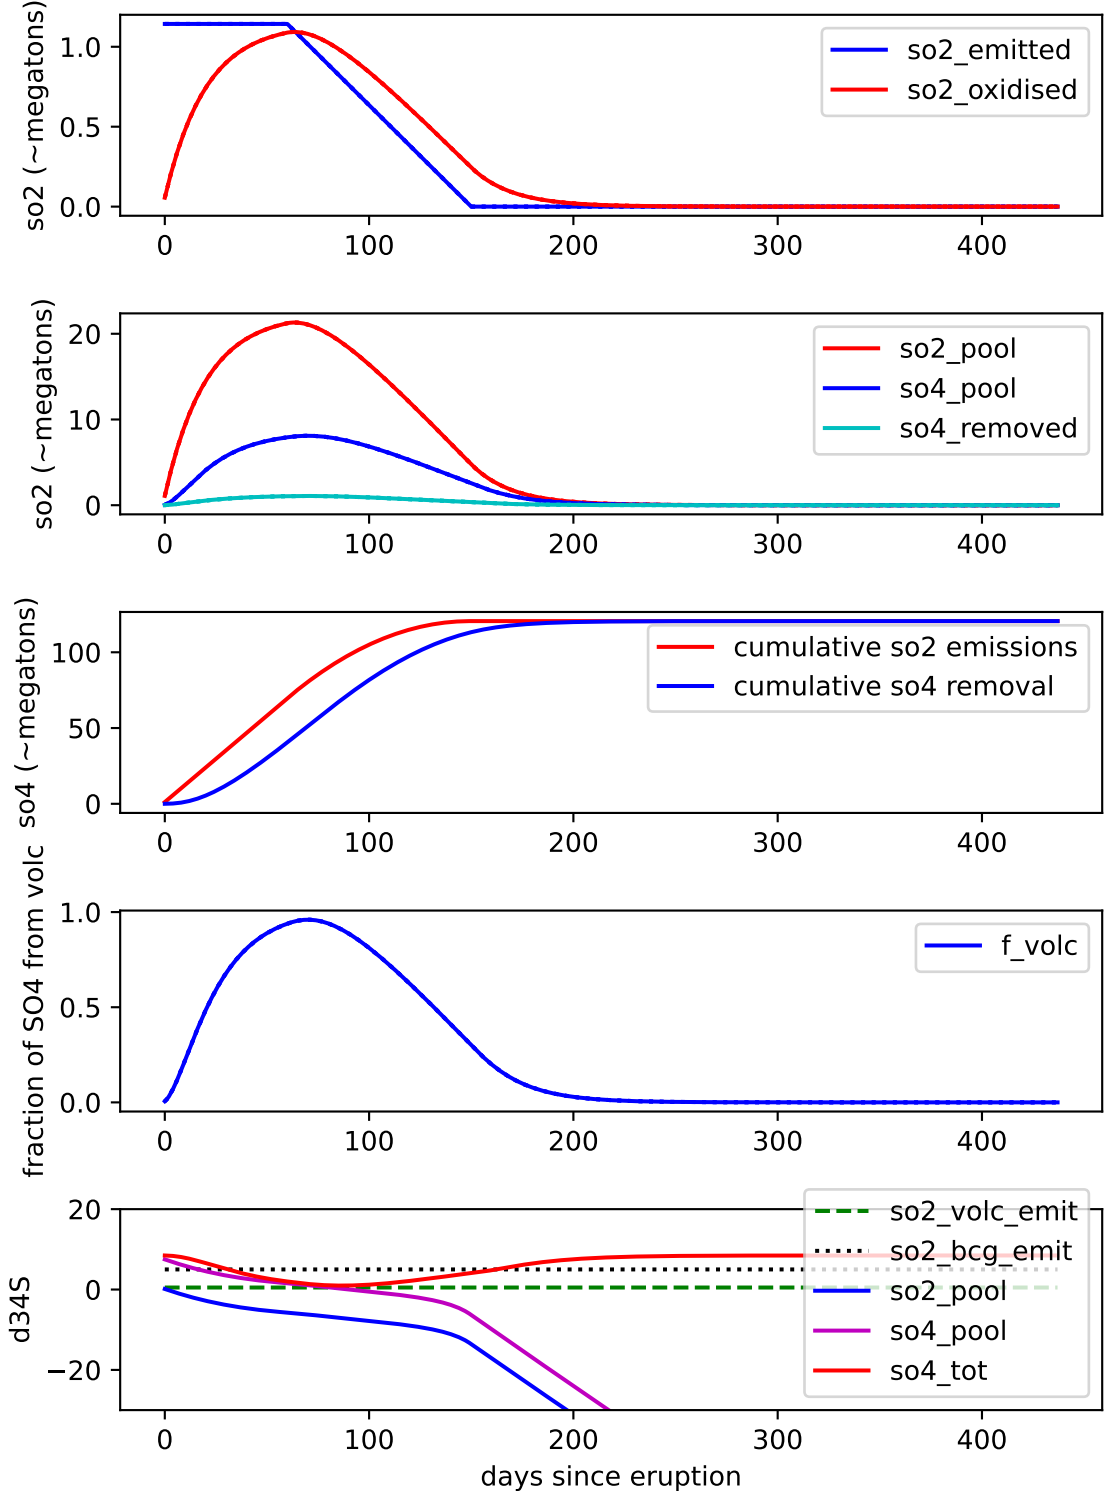 so2 (~megatons)
1.0
0.5
0.0
so2_emitted
so2_oxidised
0 100 200 300 400
so2 (~megatons)
20
10
0
so2_pool
so4_pool
so4_removed
0 100 200 300 400
so4 (~megatons)
100
50
0
cumulative so2 emissions
cumulative so4 removal
0 100 200 300 400
fraction of SO4 from volc
1.0
0.5
0.0
f_volc
0 100 200 300 400
d34S
20
0
−20
so2_volc_emit
so2_bcg_emit
so2_pool
so4_pool
so4_tot
0 100 200 300 400
days since eruption